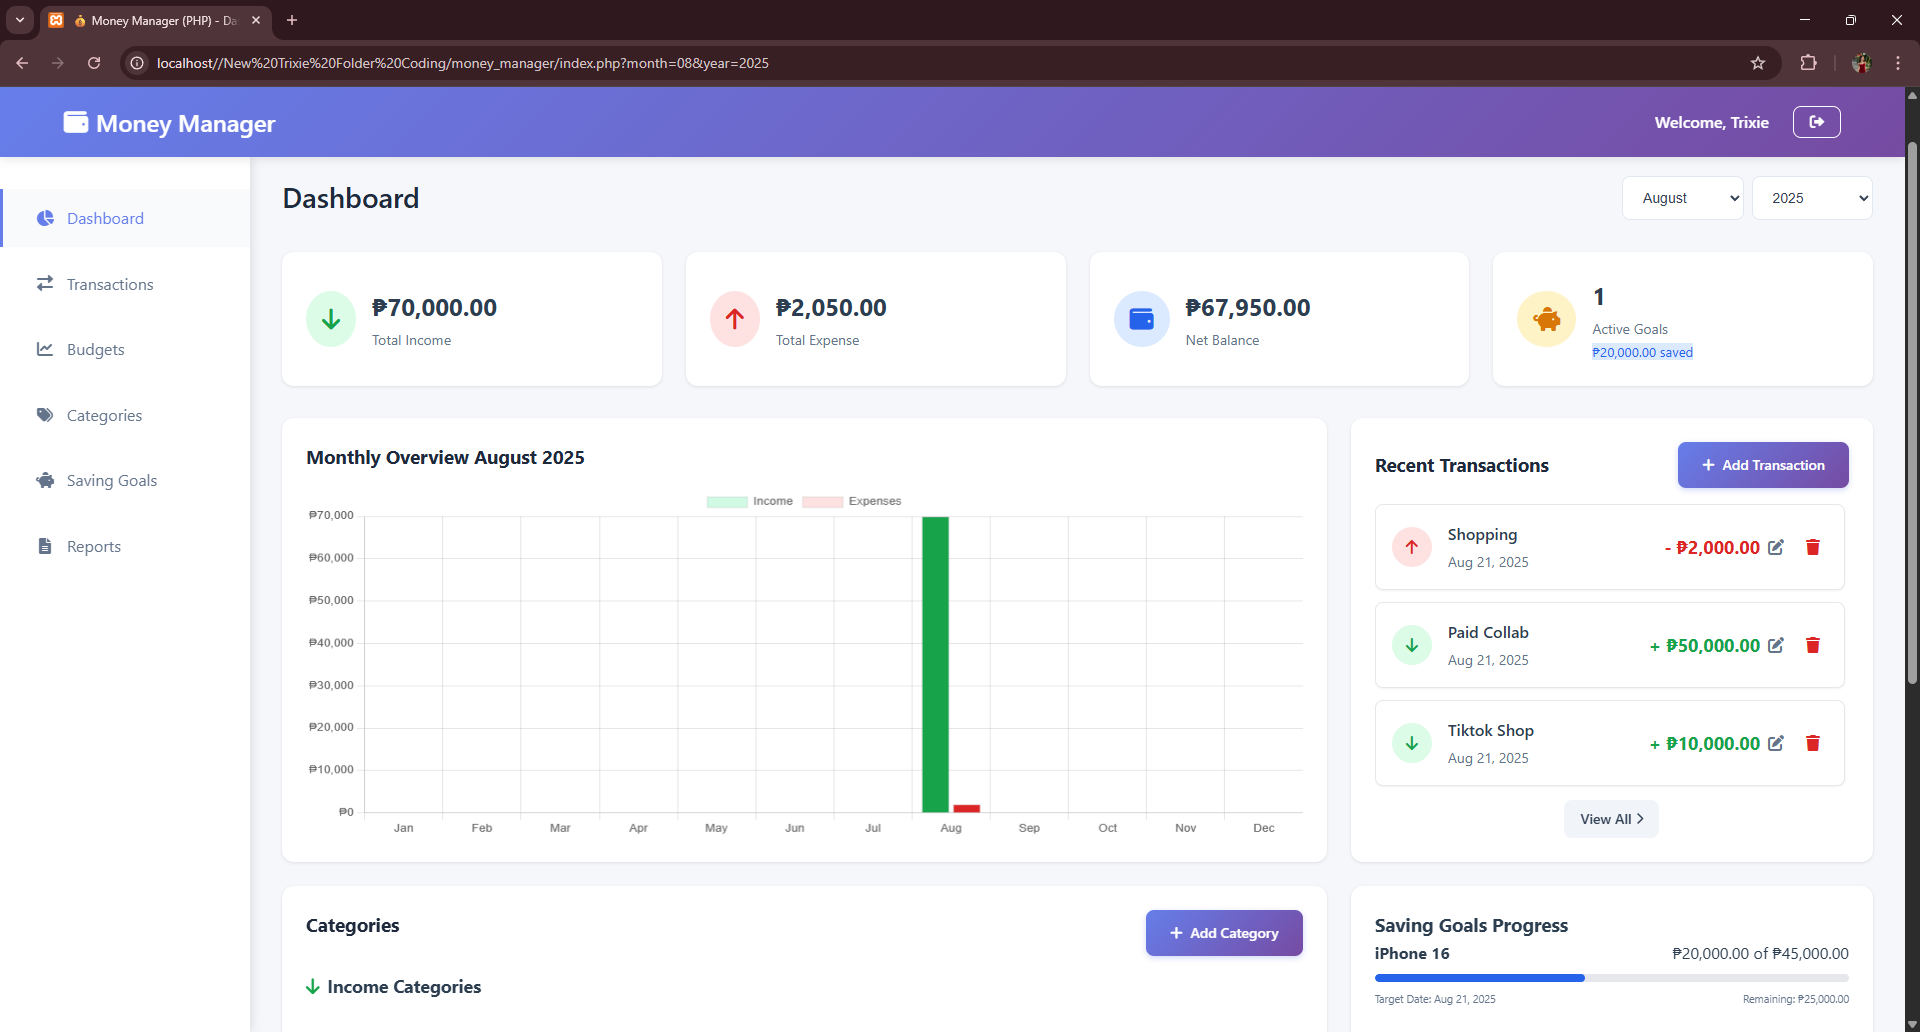 Money Manager (PHP) - Da
localhost//New%20Trixie%20Folder%20Coding/money_manager/index.php?month=08&year=2025
Money Manager
Welcome, Trixie
Dashboard
Transactions
Budgets
Categories
Saving Goals
Reports
Dashboard
August
2025
₱70,000.00
Total Income
₱2,050.00
Total Expense
₱67,950.00
Net Balance
1
Active Goals
₱20,000.00 saved
Monthly Overview August 2025
Income
Expenses
₱70,000
₱60,000
₱50,000
₱40,000
₱30,000
₱20,000
₱10,000
₱0
Jan Feb Mar Apr May Jun Jul Aug Sep Oct Nov Dec
Recent Transactions
+ Add Transaction
Shopping
Aug 21, 2025
- ₱2,000.00
Paid Collab
Aug 21, 2025
+ ₱50,000.00
Tiktok Shop
Aug 21, 2025
+ ₱10,000.00
View All
Categories
+ Add Category
Income Categories
Saving Goals Progress
iPhone 16
₱20,000.00 of ₱45,000.00
Target Date: Aug 21, 2025
Remaining: ₱25,000.00